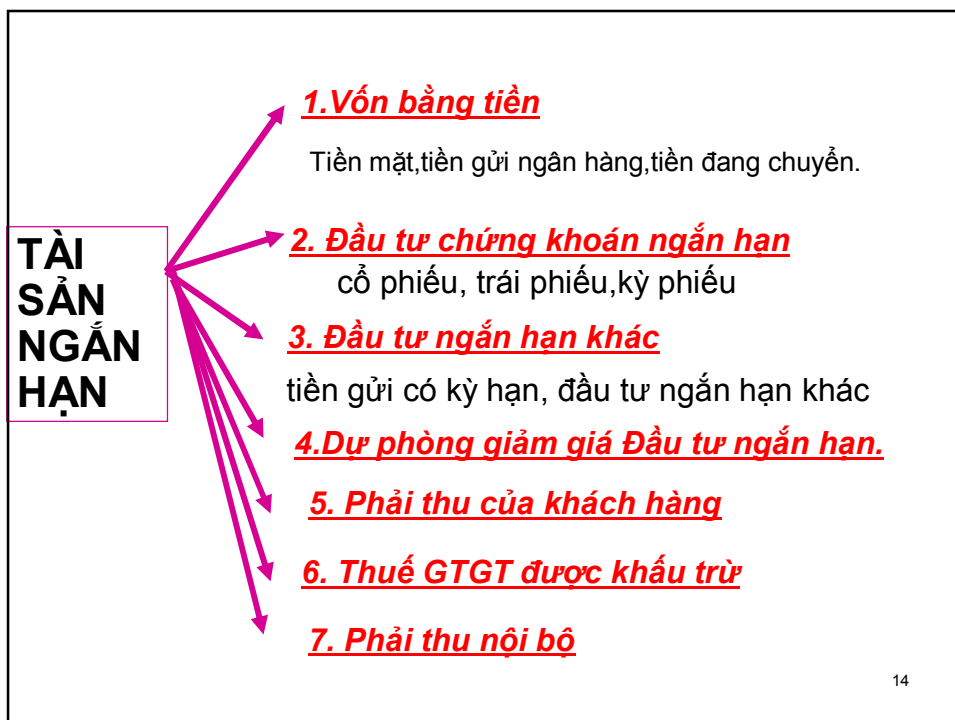 1.Vốn bằng tiền
Tiền mặt,tiền gửi ngân hàng,tiền đang chuyển.
TÀI
SẢN
NGẮN
HẠN
2. Đầu tư chứng khoán ngắn hạn
cổ phiếu, trái phiếu,kỳ phiếu
3. Đầu tư ngắn hạn khác
tiền gửi có kỳ hạn, đầu tư ngắn hạn khác
4.Dự phòng giảm giá Đầu tư ngắn hạn.
5. Phải thu của khách hàng
6. Thuế GTGT được khấu trừ
7. Phải thu nội bộ
14